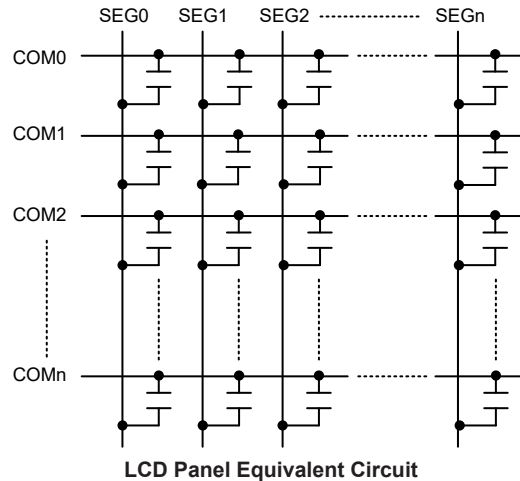 SEG0 SEG1 SEG2 SEGn
COM0
COM1
COM2
COMn
LCD Panel Equivalent Circuit